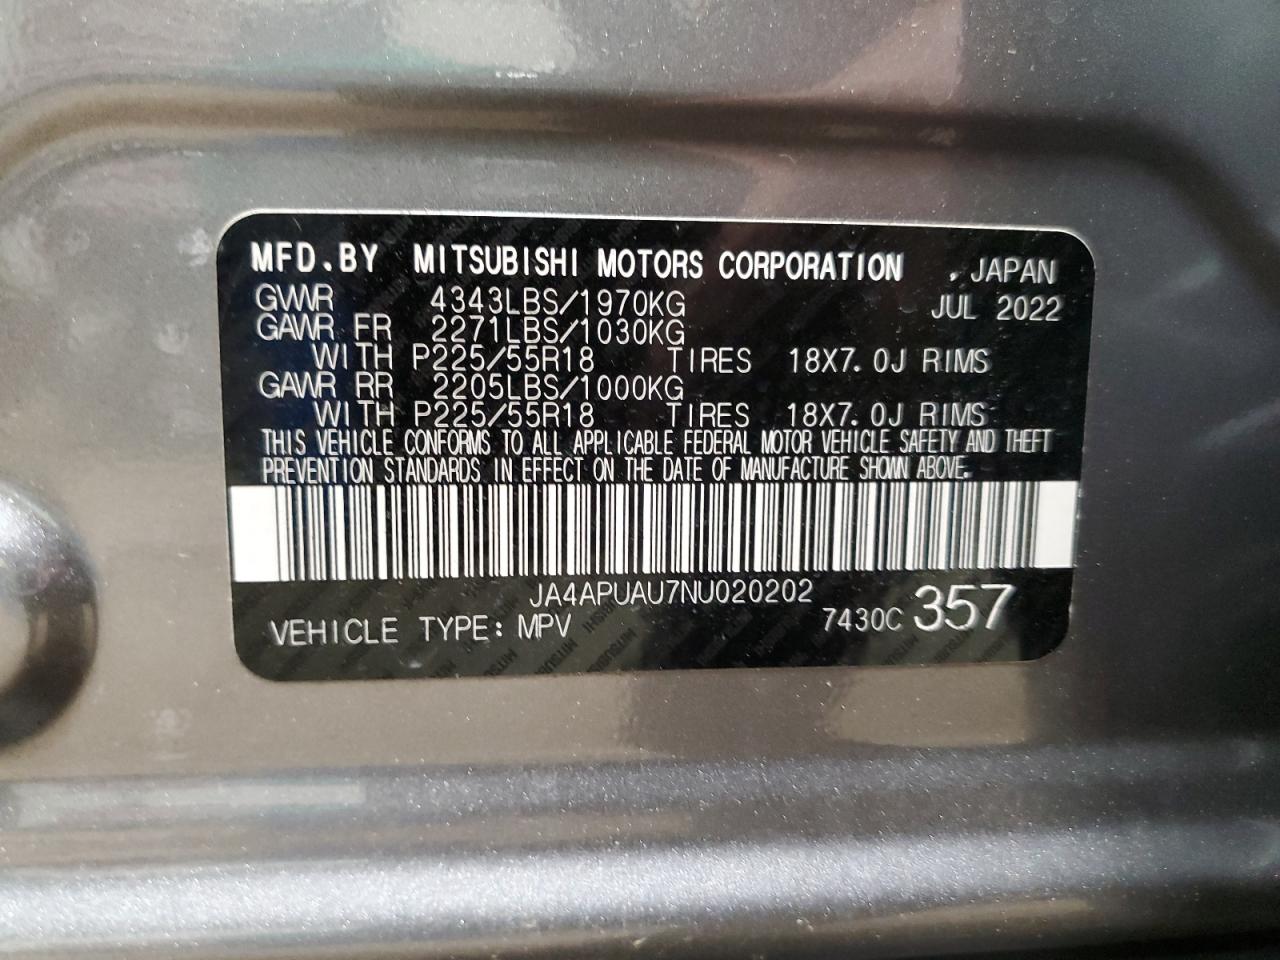 MFD.BY MITSUBISHI MOTORS CORPORATION , JAPAN
GVWR 4343LBS/1970KG JUL 2022
GAWR FR 2271LBS/1030KG
WITH P225/55R18 TIRES 18X7.0J RIMS
GAWR RR 2205LBS/1000KG
WITH P225/55R18 TIRES 18X7.0J RIMS
THIS VEHICLE CONFORMS TO ALL APPLICABLE FEDERAL MOTOR VEHICLE SAFETY AND THEFT
PREVENTION STANDARDS IN EFFECT ON THE DATE OF MANUFACTURE SHOWN ABOVE.
JA4APUAU7NU020202
VEHICLE TYPE: MPV 7430C 357